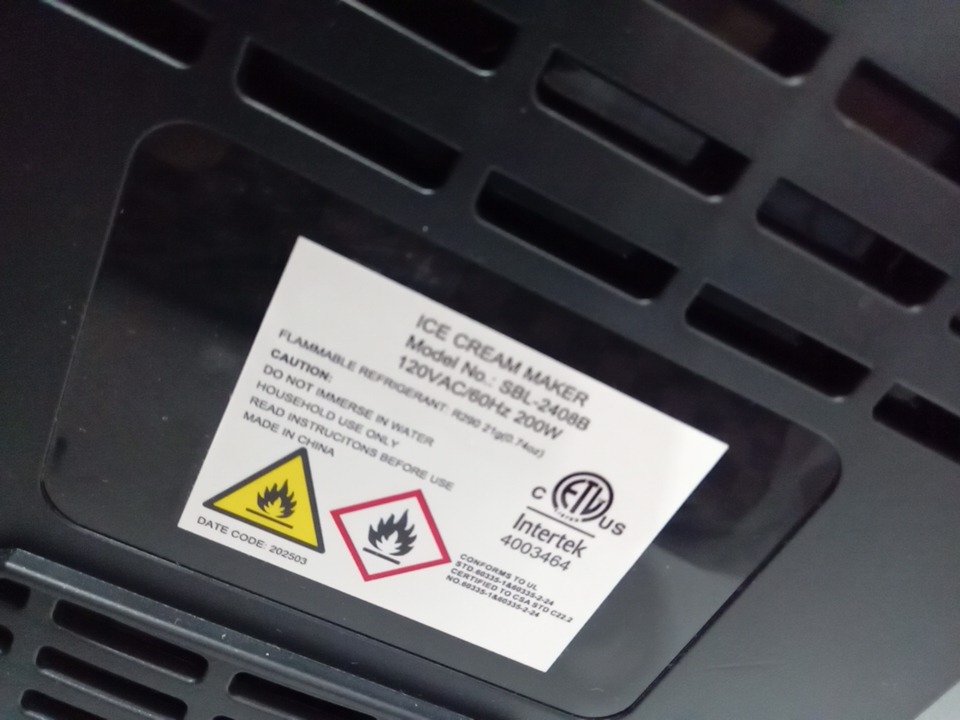 ICE CREAM MAKER
Model No.: SBL-2408B
120VAC/60Hz 200W
FLAMMABLE REFRIGERANT: R290 21g(0.74oz)
CAUTION:
DO NOT IMMERSE IN WATER
HOUSEHOLD USE ONLY
READ INSTRUCITONS BEFORE USE
MADE IN CHINA
DATE CODE: 202503
C ETL US
Intertek
4003464
CONFORMS TO UL
STD.60335-1&60335-2-24
CERTIFIED TO CSA STD C22.2
NO.60335-1&60335-2-24